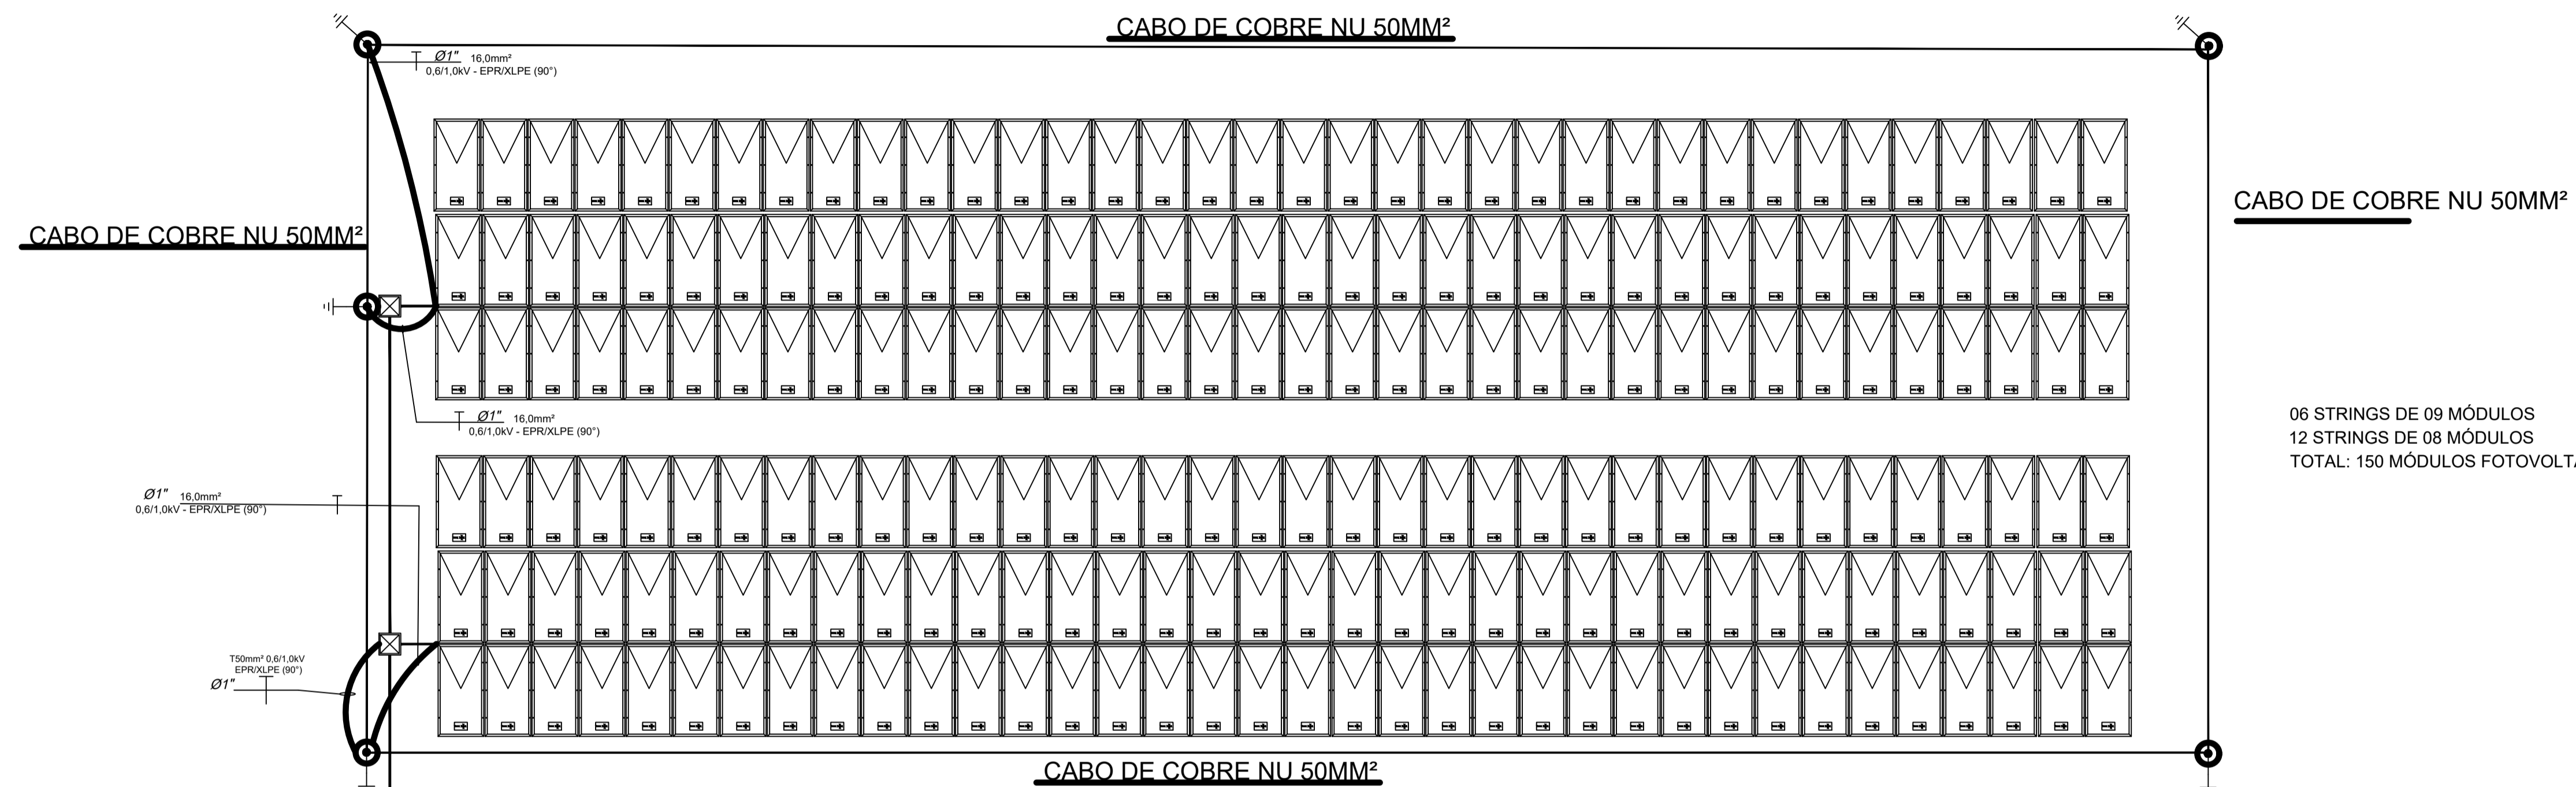 CABO DE COBRE NU 50MM²
Ø1" 16,0mm²
0,6/1,0kV - EPR/XLPE (90°)
CABO DE COBRE NU 50MM²
CABO DE COBRE NU 50MM²
Ø1" 16,0mm²
0,6/1,0kV - EPR/XLPE (90°)
06 STRINGS DE 09 MÓDULOS
12 STRINGS DE 08 MÓDULOS
TOTAL: 150 MÓDULOS
Ø1" 16,0mm²
0,6/1,0kV - EPR/XLPE (90°)
T50mm² 0,6/1,0kV
EPR/XLPE (90°)
Ø1"
CABO DE COBRE NU 50MM²